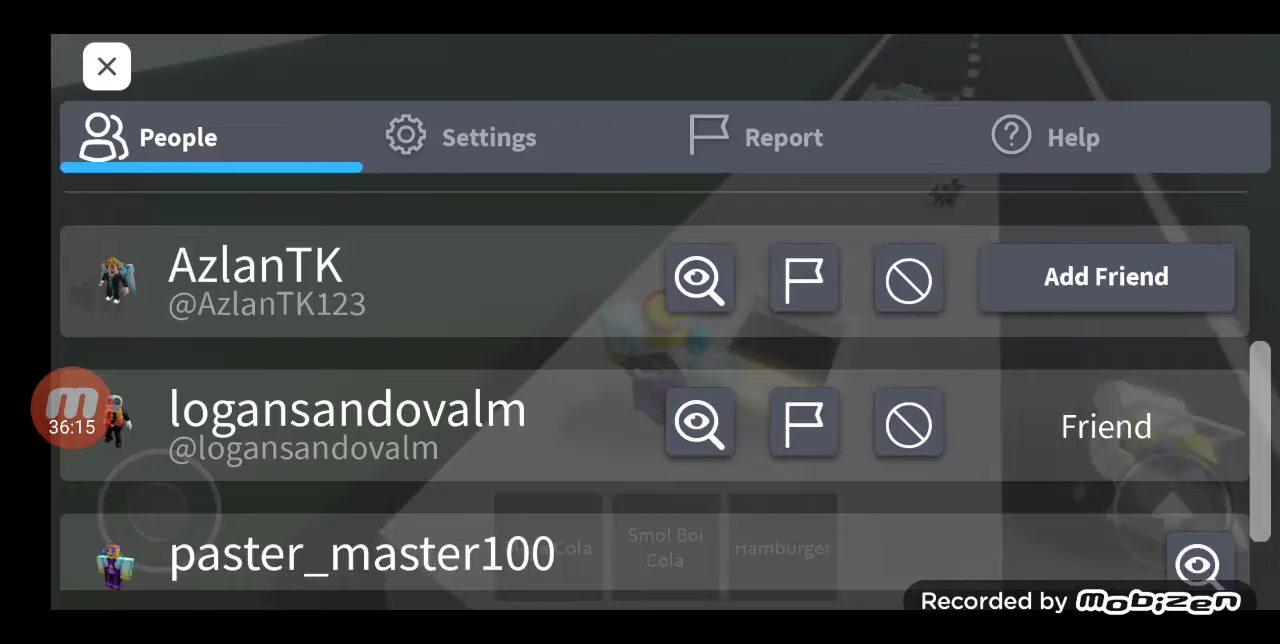 People
Settings
Report
Help
AzlanTK
@AzlanTK123
Add Friend
logansandovalm
@logansandovalm
Friend
36:15
paster_master100
Cola
Smol Boi
Cola
Hamburger
Recorded by mobizen